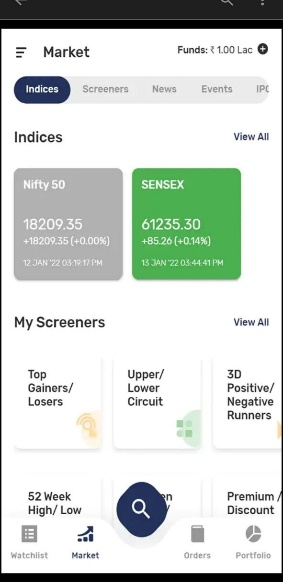 Market
Funds: ₹ 1.00 Lac
Indices Screeners News Events IPO
Indices View All
Nifty 50 SENSEX
18209.35 61235.30
+18209.35 (+0.00%) +85.26 (+0.14%)
12 JAN '22 03:19:17 PM 13 JAN '22 03:44:41 PM
My Screeners View All
Top
Gainers/
Losers
Upper/
Lower
Circuit
3D
Positive/
Negative
Runners
52 Week
High/ Low
Premium /
Discount
Watchlist Market Orders Portfolio